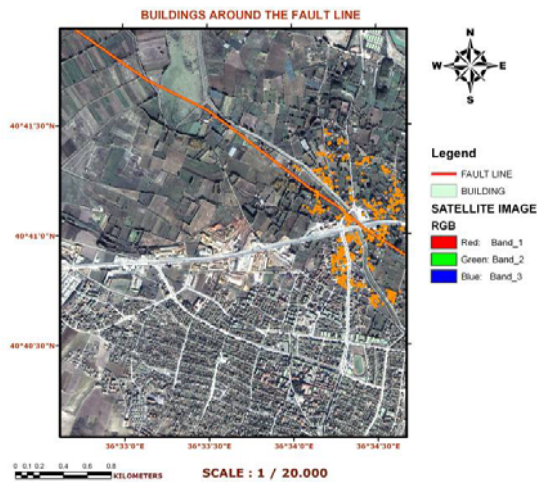 BUILDINGS AROUND THE FAULT LINE
N
W E
S
40°41'30"N
40°41'0"N
40°40'30"N
36°33'0"E
36°33'30"E
36°34'0"E
36°34'30"E
Legend
FAULT LINE
BUILDING
SATELLITE IMAGE
RGB
Red: Band_1
Green: Band_2
Blue: Band_3
0 0.1 0.2 0.4 0.6 0.8
KILOMETERS
SCALE : 1 / 20.000